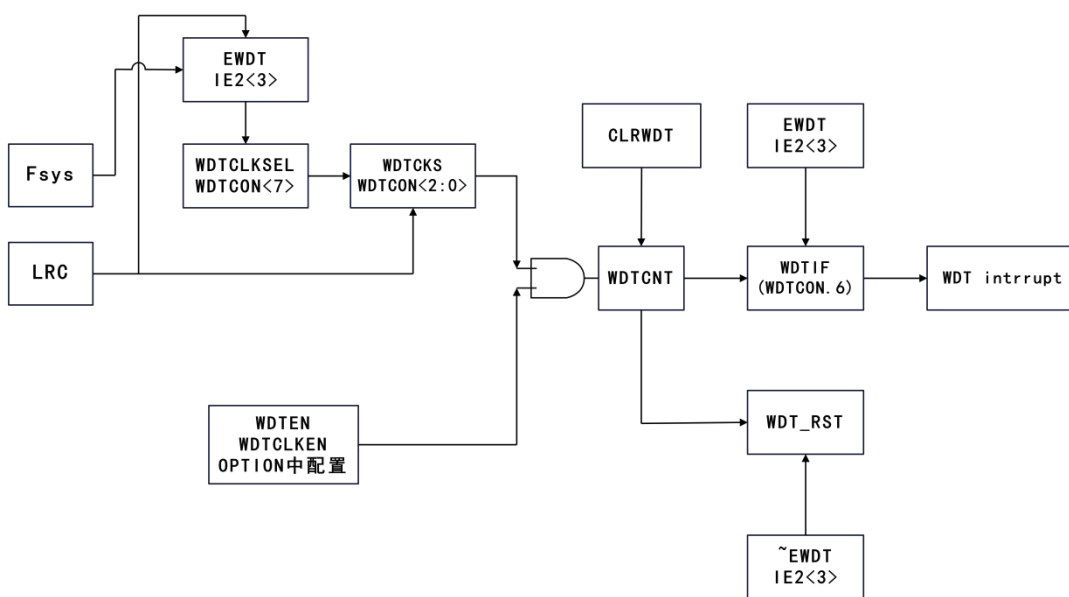 EWDT
IE2<3>
Fsys
WDTCLKSEL
WDTCON<7>
WDTCKS
WDTCON<2:0>
CLRWDT
EWDT
IE2<3>
LRC
WDTCNT
WDTIF
(WDTCON.6)
WDT intrrupt
WDTEN
WDTCLKEN
OPTION中配置
WDT_RST
~EWDT
IE2<3>